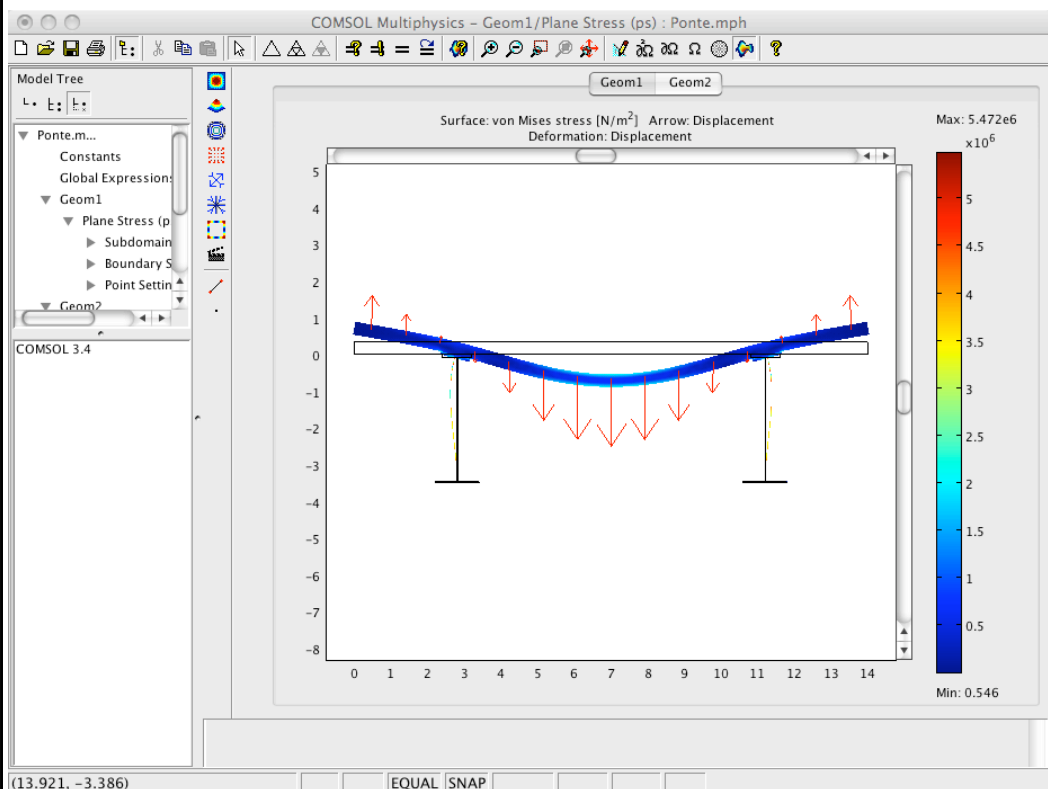 COMSOL Multiphysics – Geom1/Plane Stress (ps) : Ponte.mph
Model Tree
Ponte.m...
Constants
Global Expressions
Geom1
Plane Stress (p
Subdomain
Boundary S
Point Settin
Geom2
COMSOL 3.4
Geom1 Geom2
Surface: von Mises stress [N/m²] Arrow: Displacement
Deformation: Displacement
Max: 5.472e6
x10⁶
5
4
3
2
1
0
−1
−2
−3
−4
−5
−6
−7
−8
0 1 2 3 4 5 6 7 8 9 10 11 12 13 14
5
4.5
4
3.5
3
2.5
2
1.5
1
0.5
Min: 0.546
(13.921, −3.386)
EQUAL SNAP